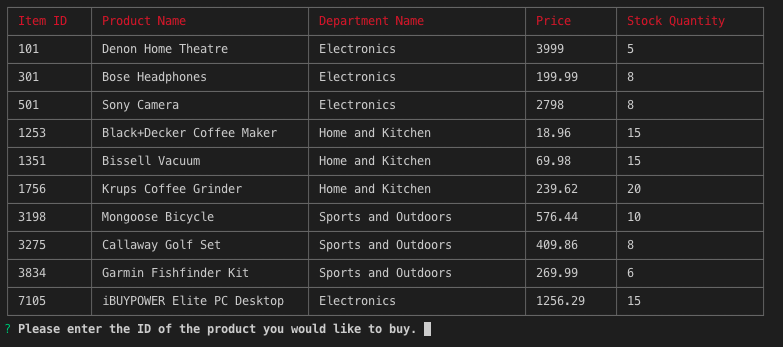 Item ID Product Name Department Name Price Stock Quantity
101 Denon Home Theatre Electronics 3999 5
301 Bose Headphones Electronics 199.99 8
501 Sony Camera Electronics 2798 8
1253 Black+Decker Coffee Maker Home and Kitchen 18.96 15
1351 Bissell Vacuum Home and Kitchen 69.98 15
1756 Krups Coffee Grinder Home and Kitchen 239.62 20
3198 Mongoose Bicycle Sports and Outdoors 576.44 10
3275 Callaway Golf Set Sports and Outdoors 409.86 8
3834 Garmin Fishfinder Kit Sports and Outdoors 269.99 6
7105 iBUYPOWER Elite PC Desktop Electronics 1256.29 15
? Please enter the ID of the product you would like to buy.